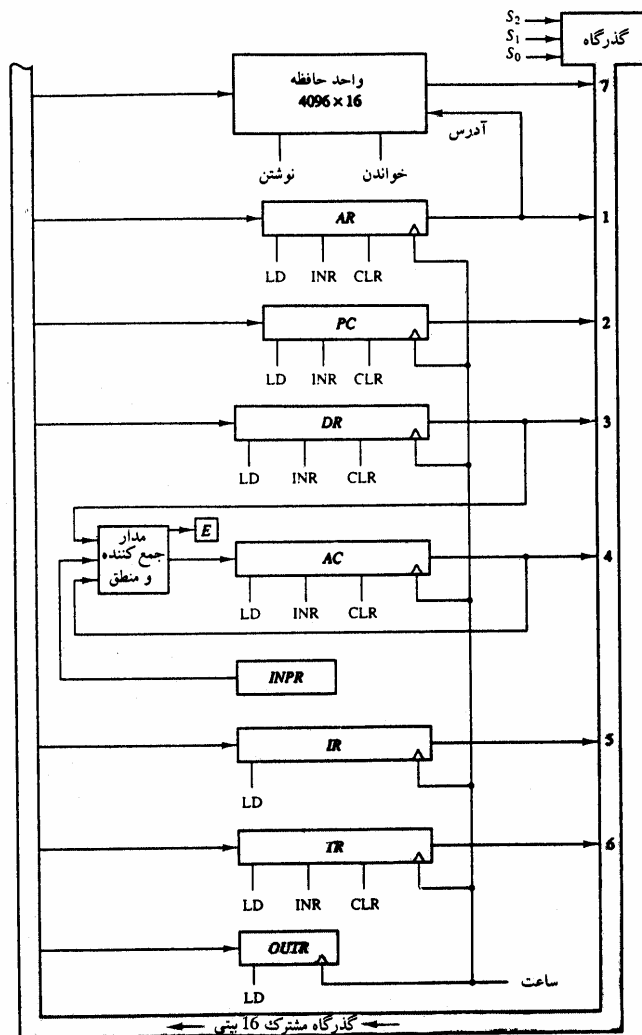 S₂
S₁
S₀
گذرگاه
واحد حافظه
4096 × 16
7
آدرس
نوشتن
خواندن
AR
1
LD INR CLR
PC
2
LD INR CLR
DR
3
LD INR CLR
مدار
جمع کننده
و منطق
E
AC
4
LD INR CLR
INPR
IR
5
LD
TR
6
LD INR CLR
OUTR
LD
ساعت
گذرگاه مشترك 16 بیتی